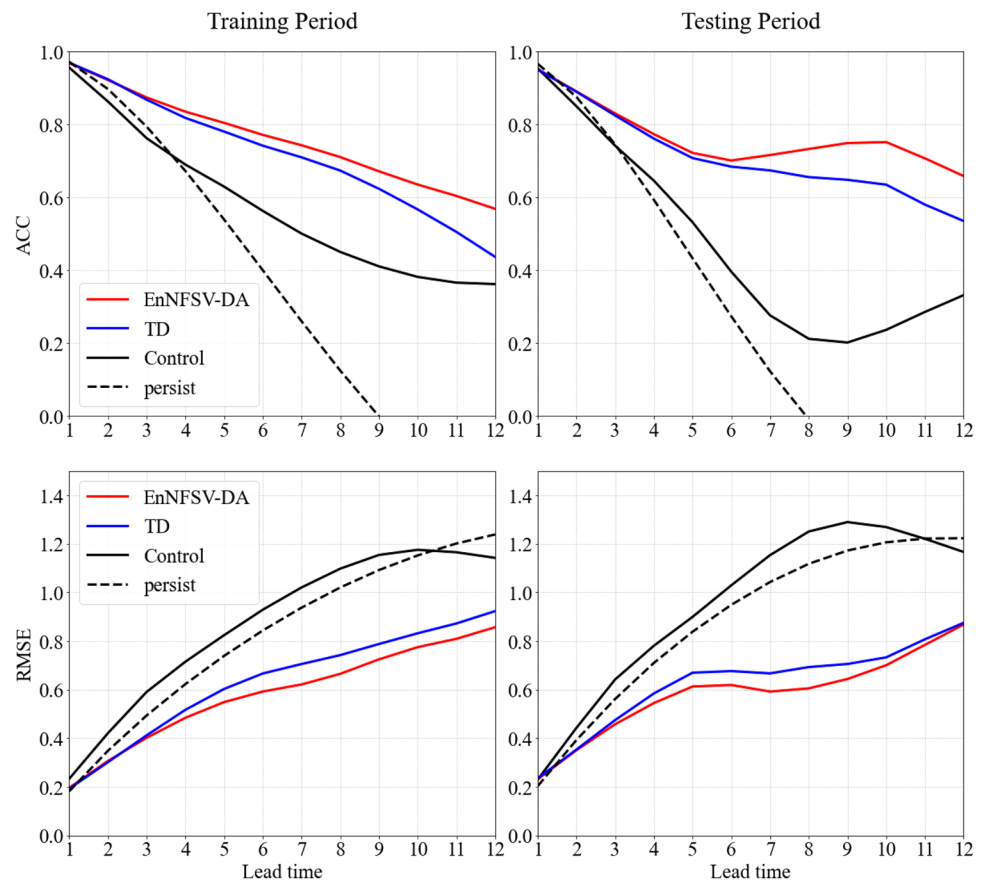 Training Period
Testing Period
ACC
1.0
0.8
0.6
0.4
0.2
0.0
EnNFSV-DA
TD
Control
persist
1 2 3 4 5 6 7 8 9 10 11 12
1.0
0.8
0.6
0.4
0.2
0.0
1 2 3 4 5 6 7 8 9 10 11 12
RMSE
1.4
1.2
1.0
0.8
0.6
0.4
0.2
0.0
EnNFSV-DA
TD
Control
persist
1 2 3 4 5 6 7 8 9 10 11 12
Lead time
1.4
1.2
1.0
0.8
0.6
0.4
0.2
0.0
1 2 3 4 5 6 7 8 9 10 11 12
Lead time